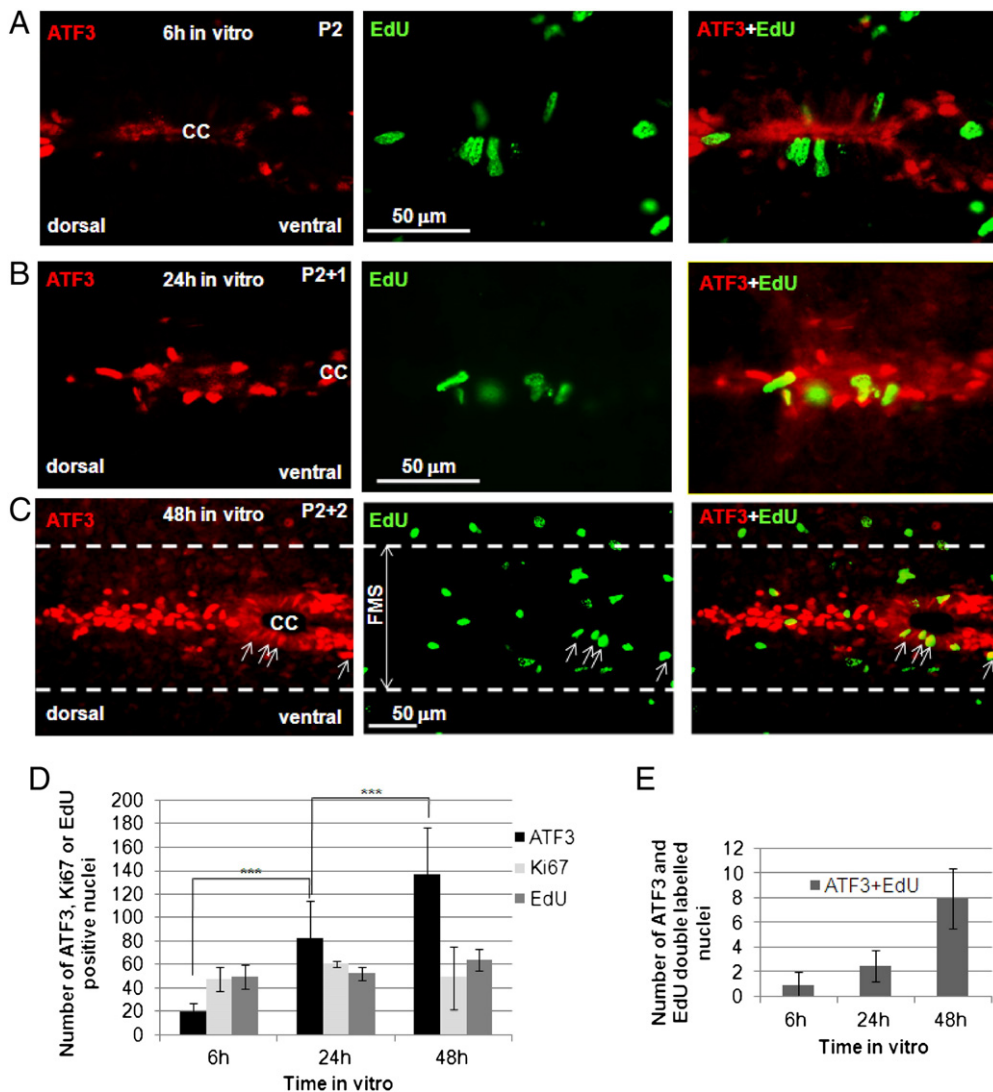 A
ATF3 6h in vitro P2
CC
dorsal ventral
EdU
50 µm
ATF3+EdU
B
ATF3 24h in vitro P2+1
CC
dorsal ventral
EdU
50 µm
ATF3+EdU
C
ATF3 48h in vitro P2+2
CC
dorsal ventral
EdU
FMS
50 µm
ATF3+EdU
D
Number of ATF3, Ki67 or EdU
positive nuclei
200
180
160
140
120
100
80
60
40
20
0
***
***
ATF3
Ki67
EdU
6h 24h 48h
Time in vitro
E
Number of ATF3 and
EdU double labelled
nuclei
12
10
8
6
4
2
0
ATF3+EdU
6h 24h 48h
Time in vitro